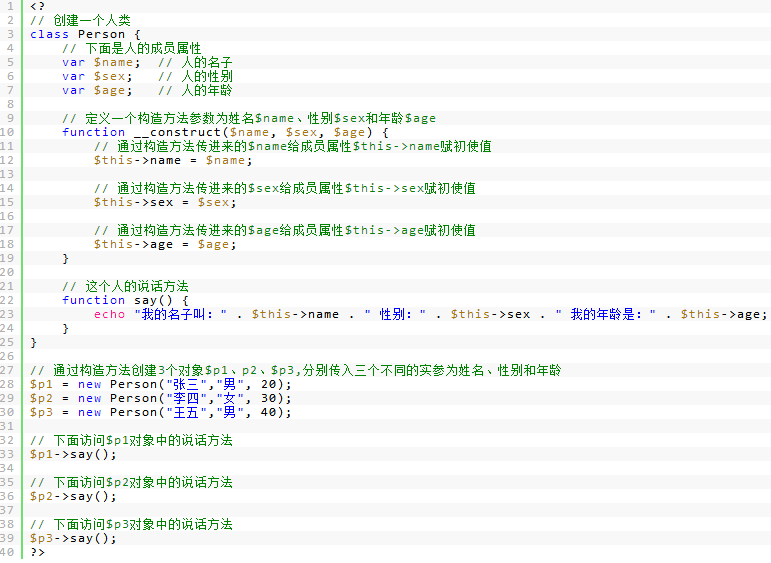 1 <?
2 // 创建一个人类
3 class Person {
4     // 下面是人的成员属性
5     var $name;  // 人的名子
6     var $sex;   // 人的性别
7     var $age;   // 人的年龄
8
9     // 定义一个构造方法参数为姓名$name、性别$sex和年龄$age
10     function __construct($name, $sex, $age) {
11         // 通过构造方法传进来的$name给成员属性$this->name赋初使值
12         $this->name = $name;
13
14         // 通过构造方法传进来的$sex给成员属性$this->sex赋初使值
15         $this->sex = $sex;
16
17         // 通过构造方法传进来的$age给成员属性$this->age赋初使值
18         $this->age = $age;
19     }
20
21     // 这个人的说话方法
22     function say() {
23         echo "我的名子叫：" . $this->name . " 性别：" . $this->sex . " 我的年龄是：" . $this->age;
24     }
25 }
26
27 // 通过构造方法创建3个对象$p1、p2、$p3,分别传入三个不同的实参为姓名、性别和年龄
28 $p1 = new Person("张三","男", 20);
29 $p2 = new Person("李四","女", 30);
30 $p3 = new Person("王五","男", 40);
31
32 // 下面访问$p1对象中的说话方法
33 $p1->say();
34
35 // 下面访问$p2对象中的说话方法
36 $p2->say();
37
38 // 下面访问$p3对象中的说话方法
39 $p3->say();
40 ?>